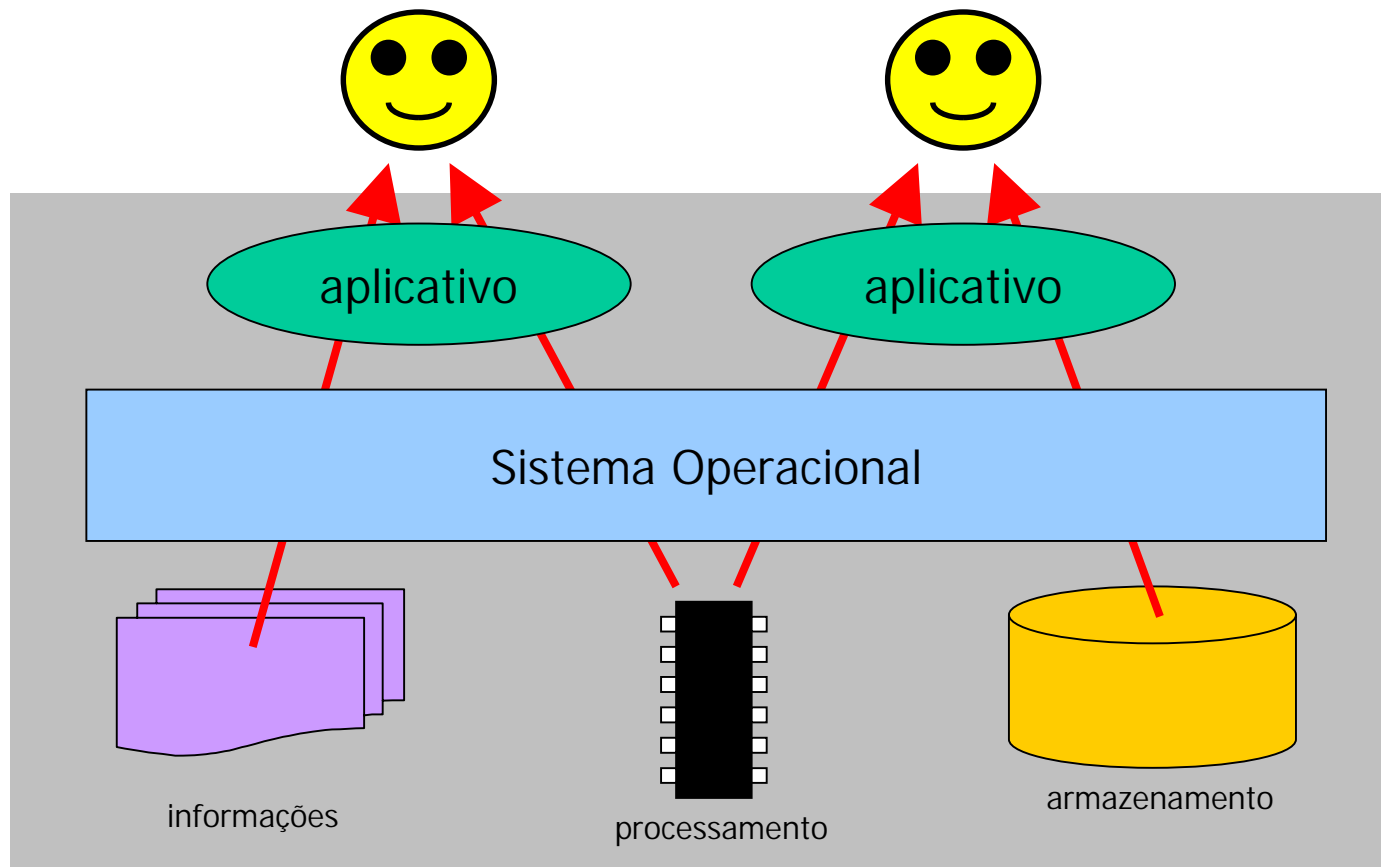 aplicativo
aplicativo
Sistema Operacional
informações
processamento
armazenamento